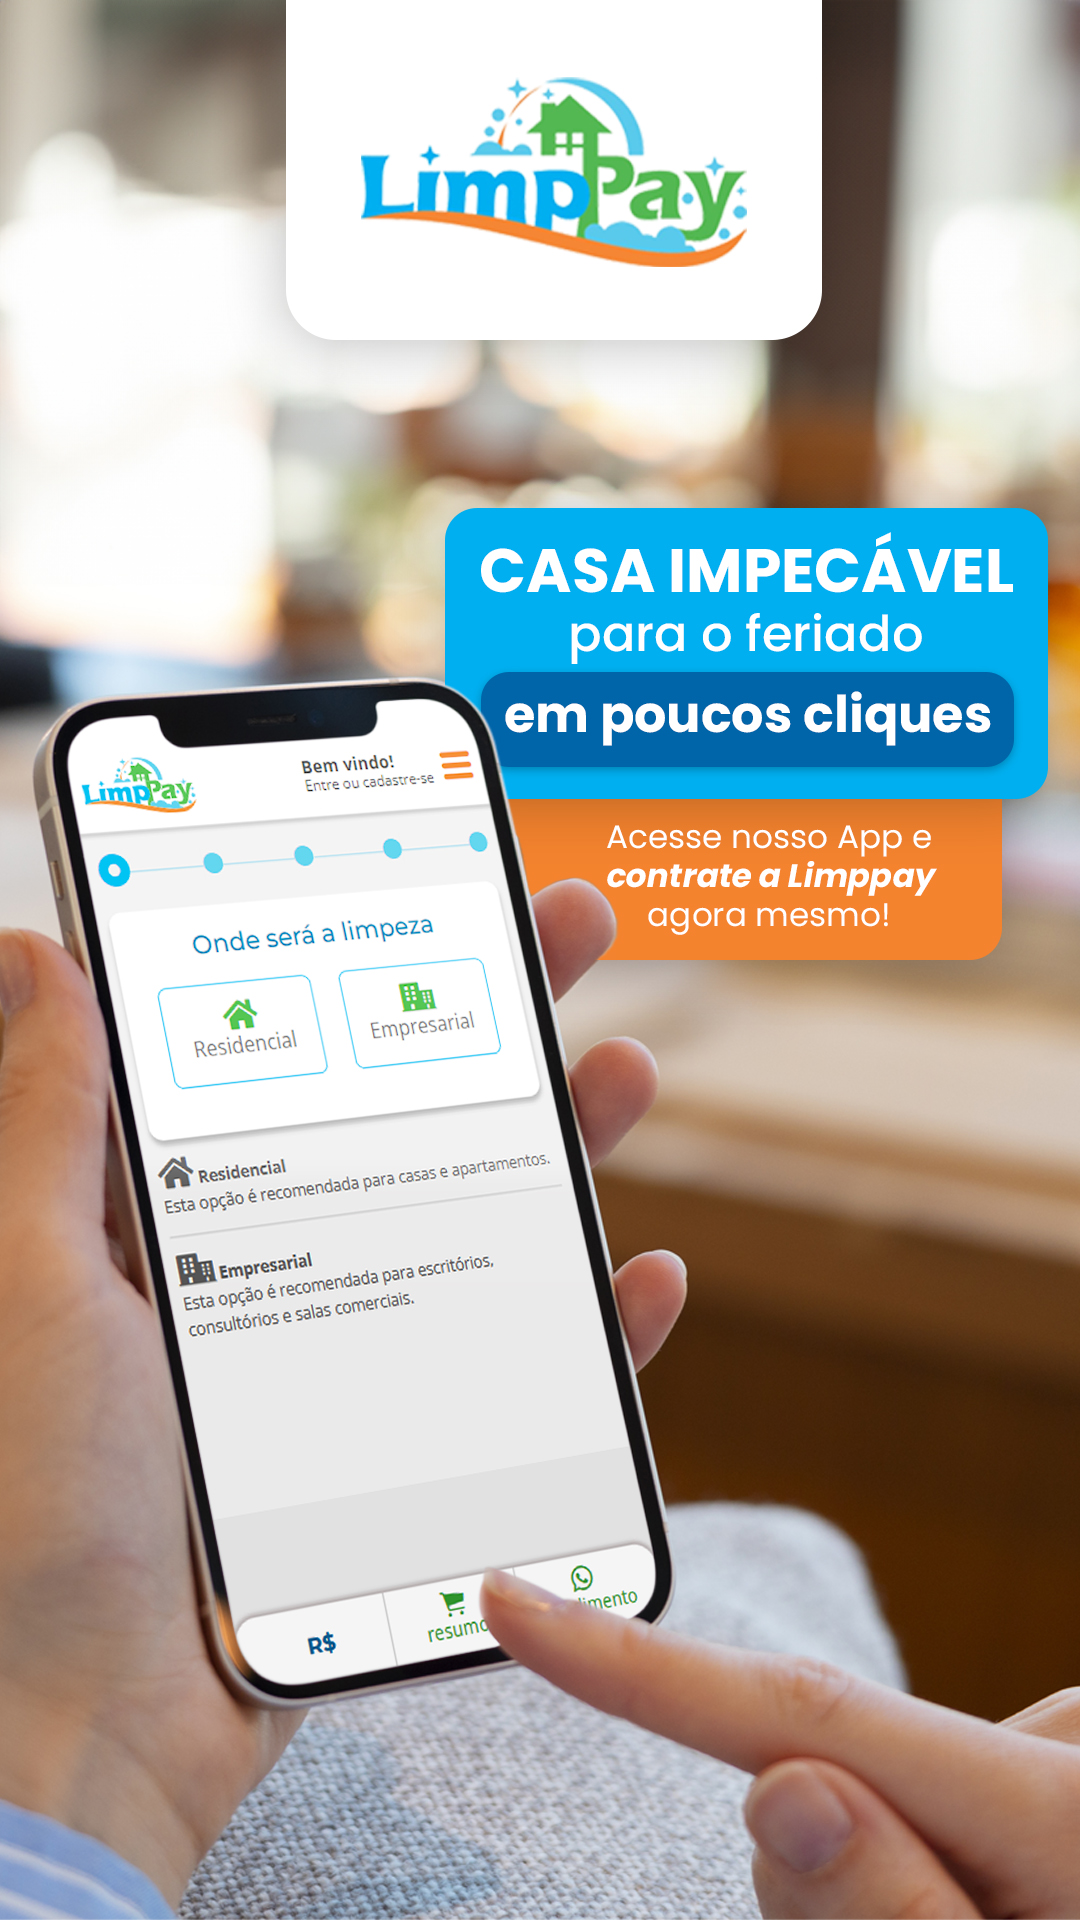 LimpPay
CASA IMPECÁVEL
para o feriado
em poucos cliques
Acesse nosso App e
contrate a Limppay
agora mesmo!
LimpPay
Bem vindo!
Entre ou cadastre-se
Onde será a limpeza
Residencial
Empresarial
Residencial
Esta opção é recomendada para casas e apartamentos.
Empresarial
Esta opção é recomendada para escritórios,
consultórios e salas comerciais.
R$
resumo